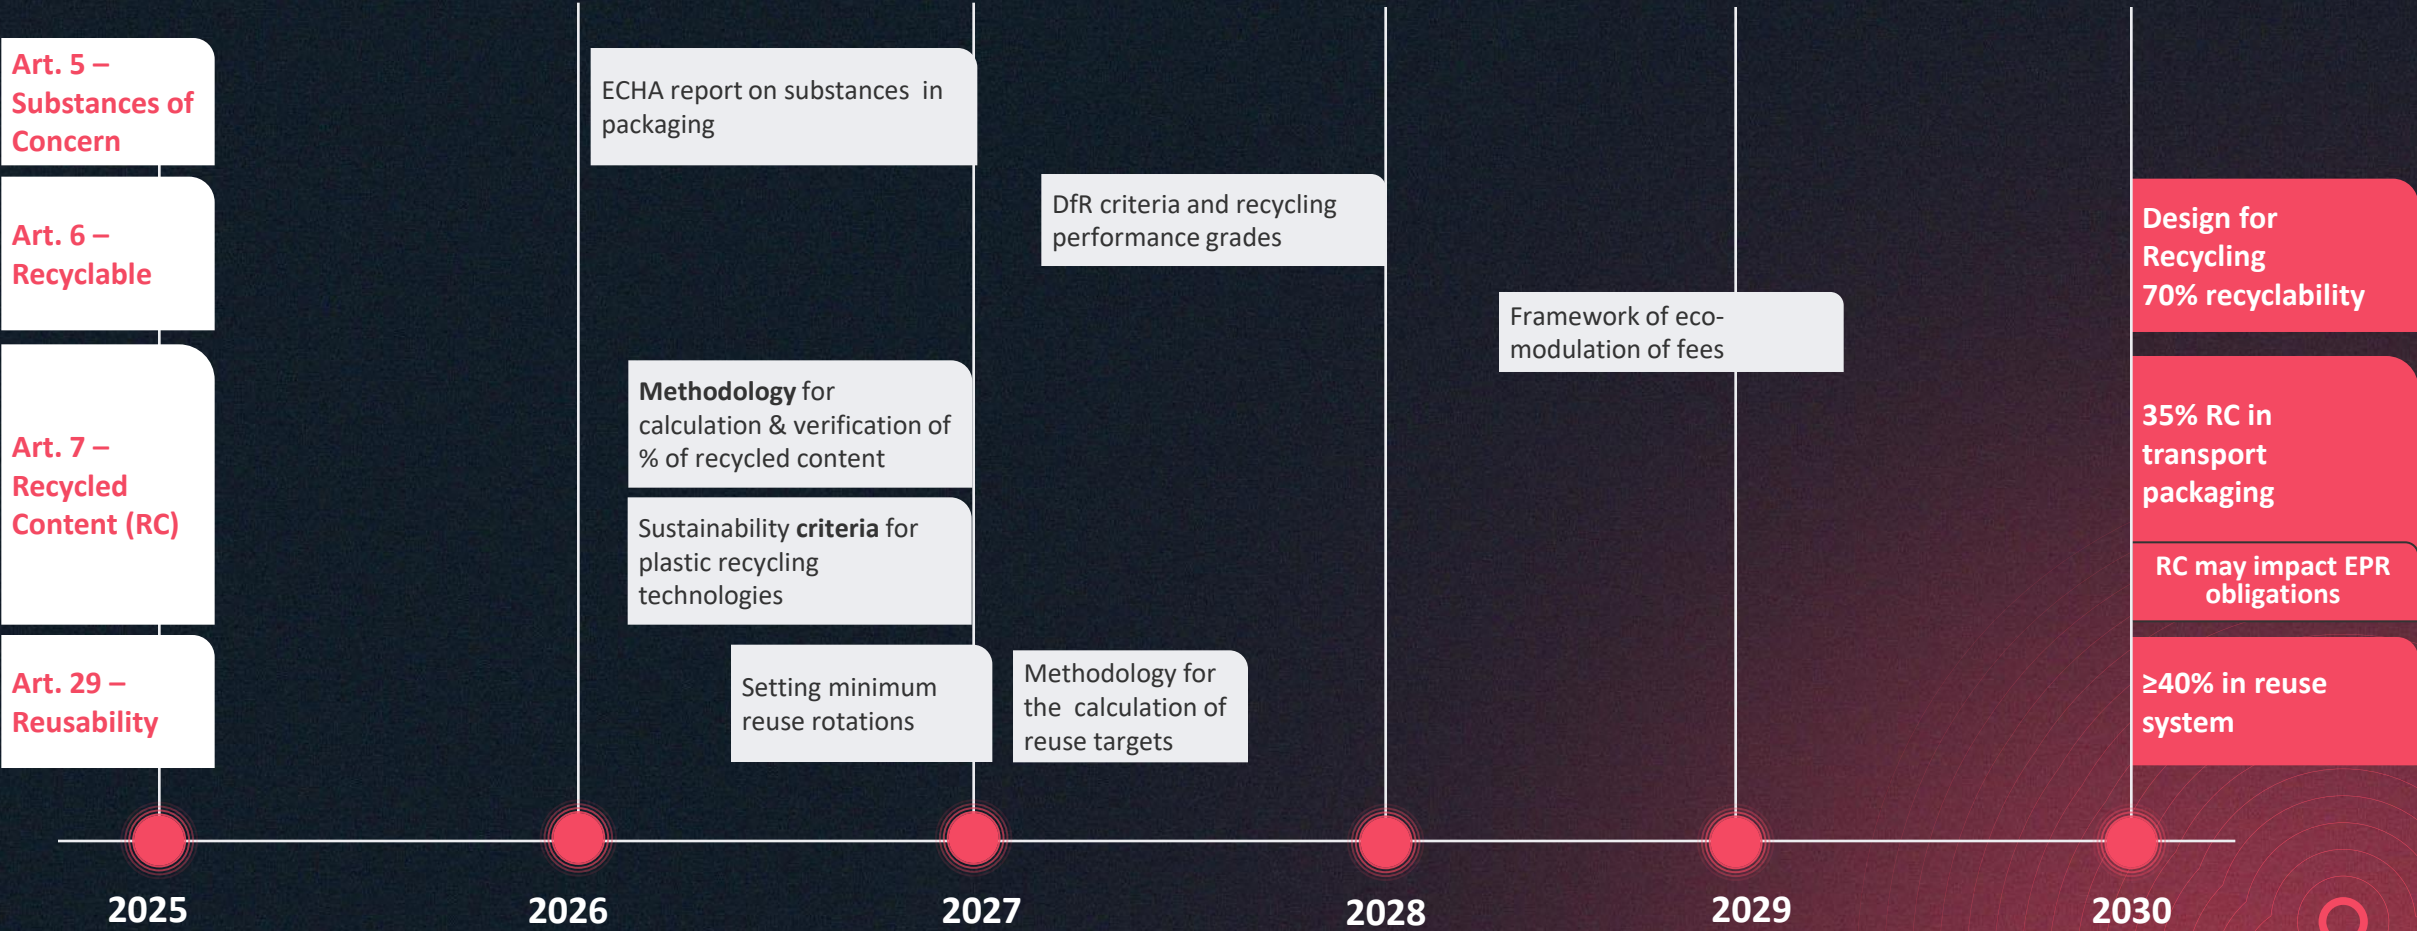 Art. 5 –
Substances of
Concern
ECHA report on substances  in
packaging
Art. 6 –
Recyclable
DfR criteria and recycling
performance grades
Design for
Recycling
70% recyclability
Framework of eco-
modulation of fees
Art. 7 –
Recycled
Content (RC)
Methodology for
calculation & verification of
% of recycled content
Sustainability criteria for
plastic recycling
technologies
35% RC in
transport
packaging
RC may impact EPR
obligations
Art. 29 –
Reusability
Setting minimum
reuse rotations
Methodology for
the  calculation of
reuse targets
≥40% in reuse
system
2025
2026
2027
2028
2029
2030